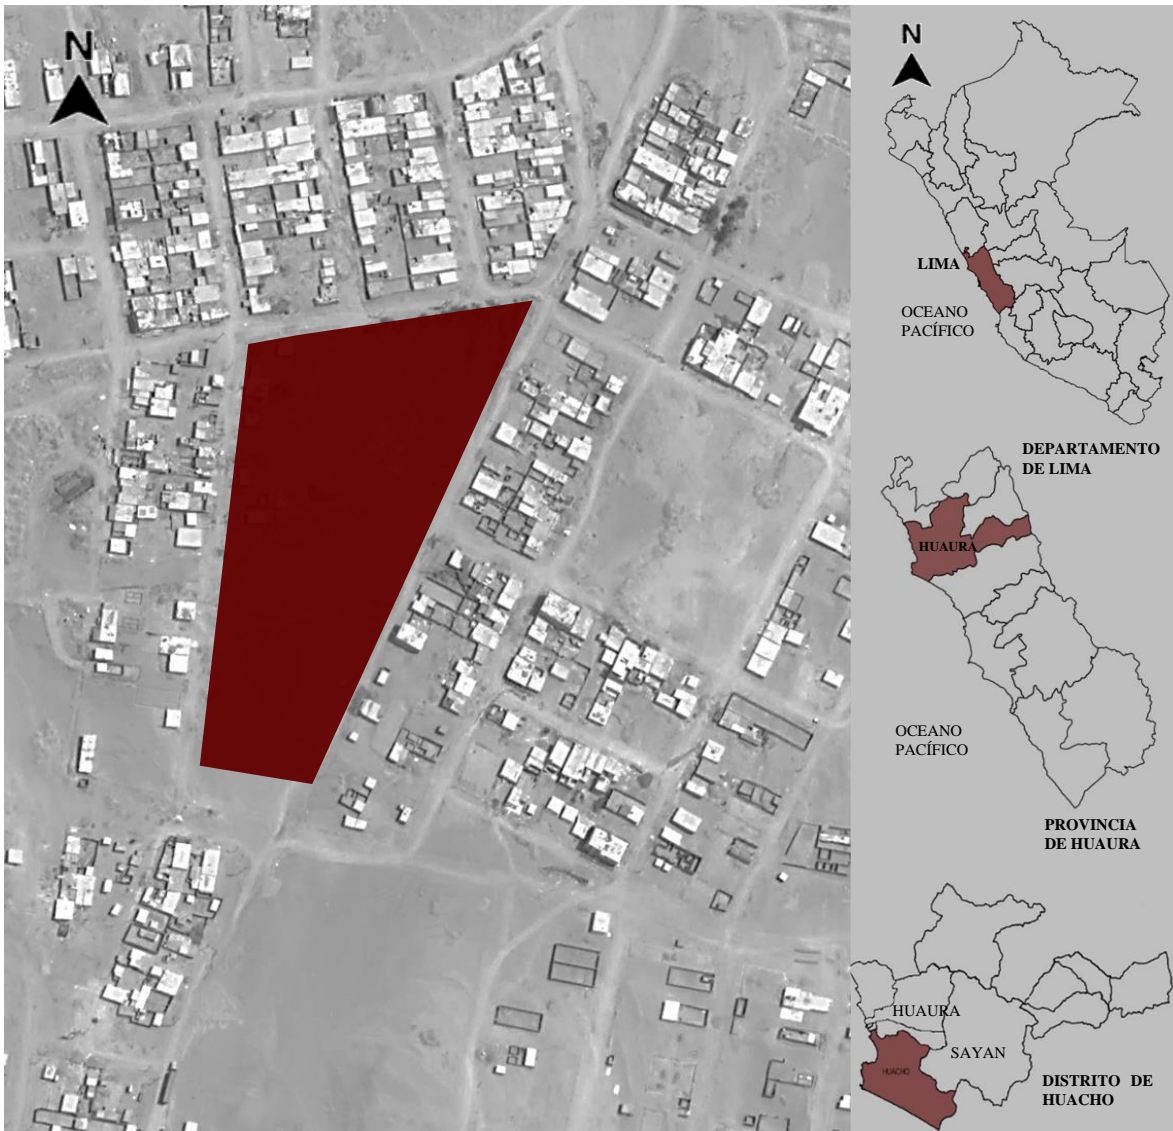 N
N
LIMA
OCEANO
PACÍFICO
DEPARTAMENTO
DE LIMA
HUAURA
OCEANO
PACÍFICO
PROVINCIA
DE HUAURA
HUAURA
SAYAN
HUACHO
DISTRITO DE
HUACHO